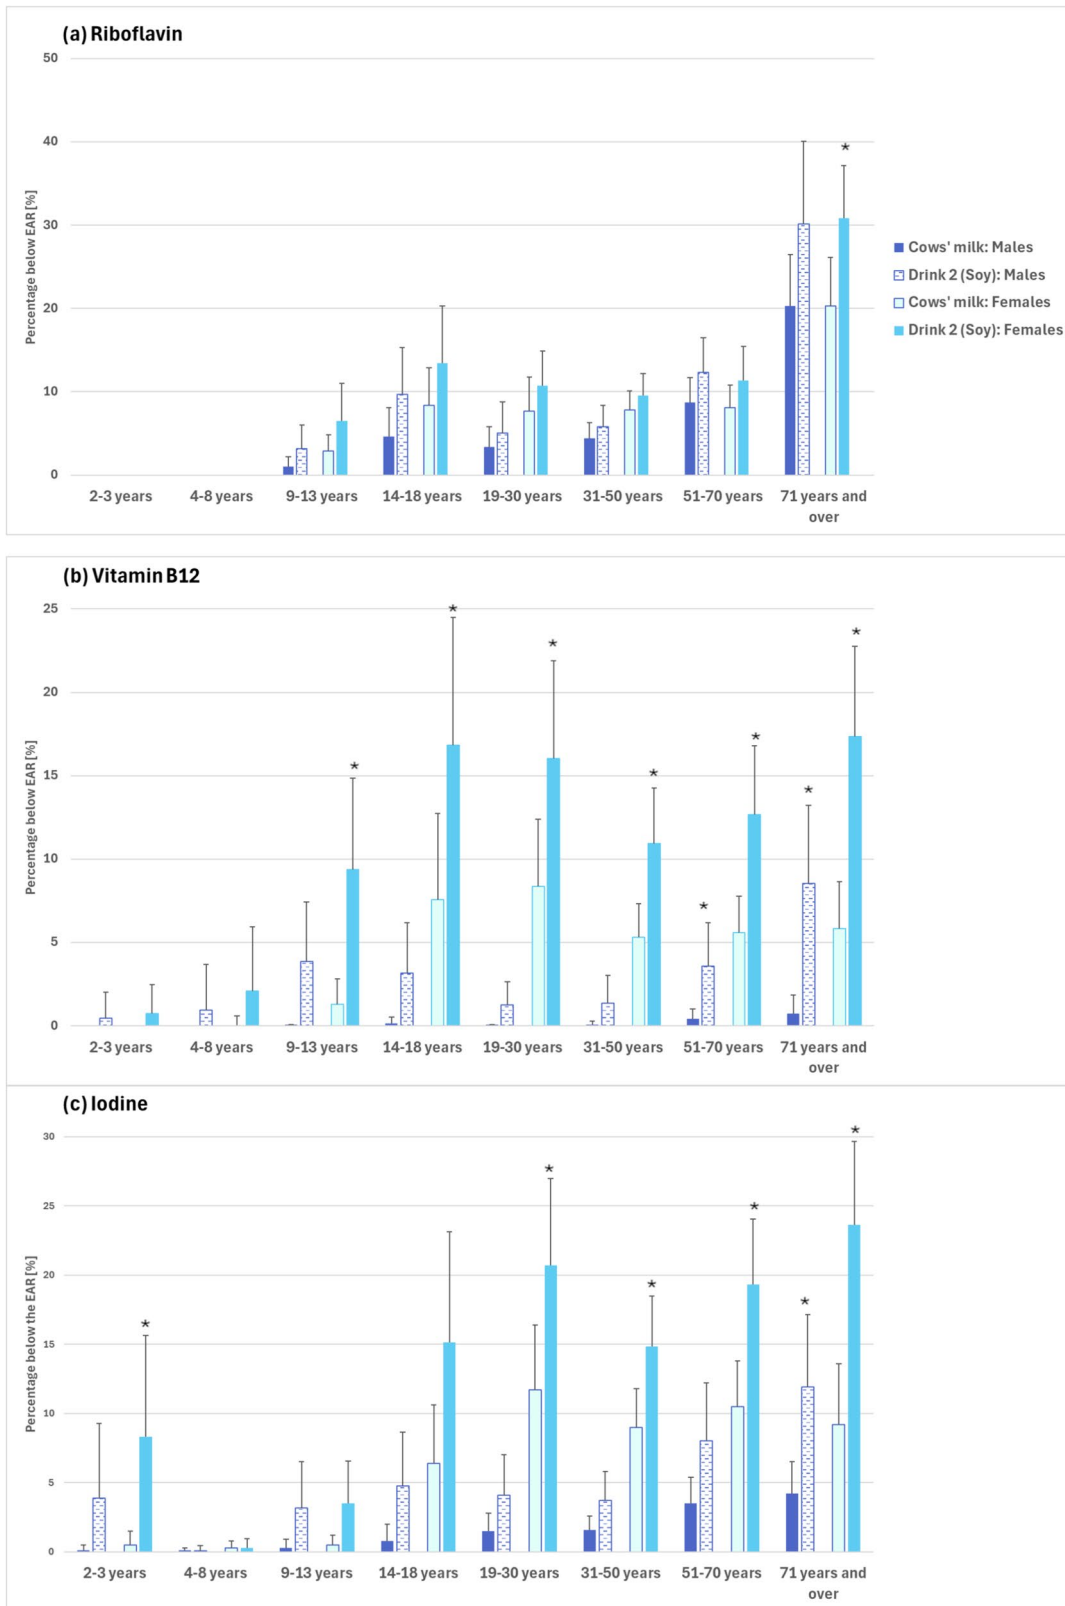 (a) Riboflavin
50
40
30
20
10
0
Percentage below EAR [%]
*
2-3 years 4-8 years 9-13 years 14-18 years 19-30 years 31-50 years 51-70 years 71 years and
over
Cows' milk: Males
Drink 2 (Soy): Males
Cows' milk: Females
Drink 2 (Soy): Females
(b) Vitamin B12
25
20
15
10
5
0
Percentage below EAR [%]
* * * * * * *
2-3 years 4-8 years 9-13 years 14-18 years 19-30 years 31-50 years 51-70 years 71 years and
over
(c) Iodine
30
25
20
15
10
5
0
Percentage below the EAR [%]
* * * * * *
2-3 years 4-8 years 9-13 years 14-18 years 19-30 years 31-50 years 51-70 years 71 years and
over